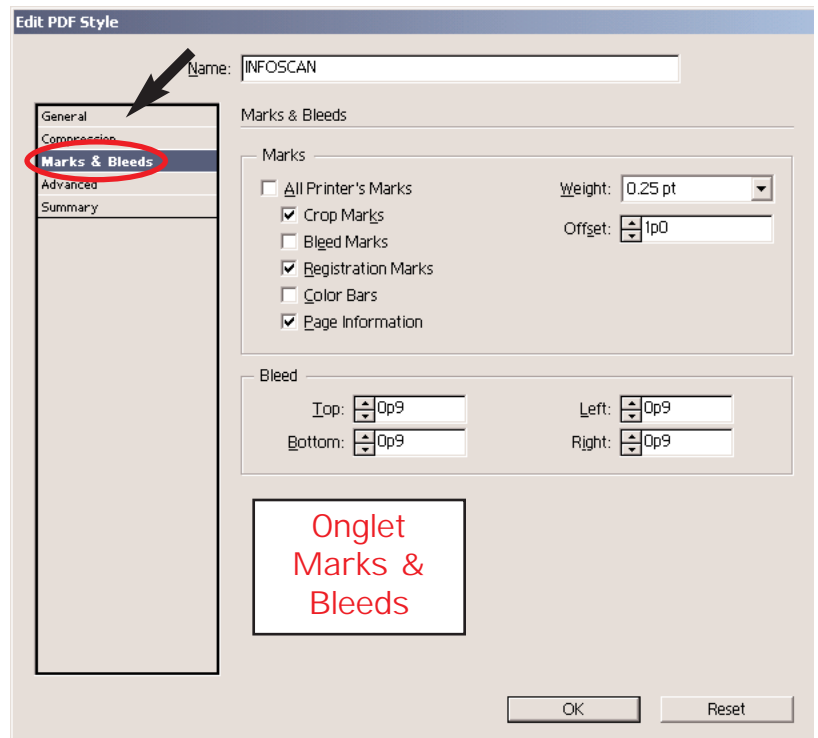 Edit PDF Style
Name: INFOSCAN
General
Compression
Marks & Bleeds
Advanced
Summary
Marks & Bleeds
Marks
All Printer's Marks
Crop Marks
Bleed Marks
Registration Marks
Color Bars
Page Information
Weight: 0.25 pt
Offset: 1p0
Bleed
Top: 0p9
Left: 0p9
Bottom: 0p9
Right: 0p9
Onglet
Marks &
Bleeds
OK
Reset